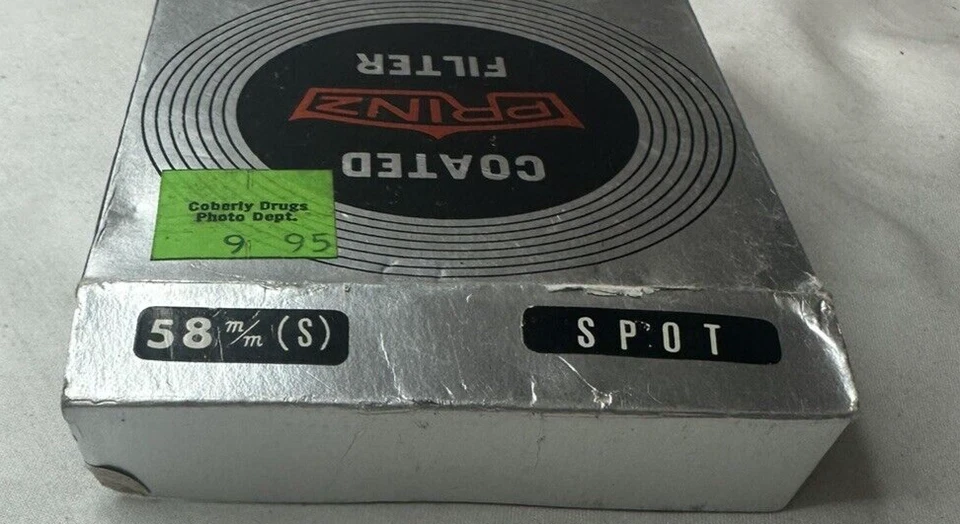 COATED
PRINZ
FILTER
Coberly Drugs
Photo Dept.
9 95
58 m/m (S)
SPOT